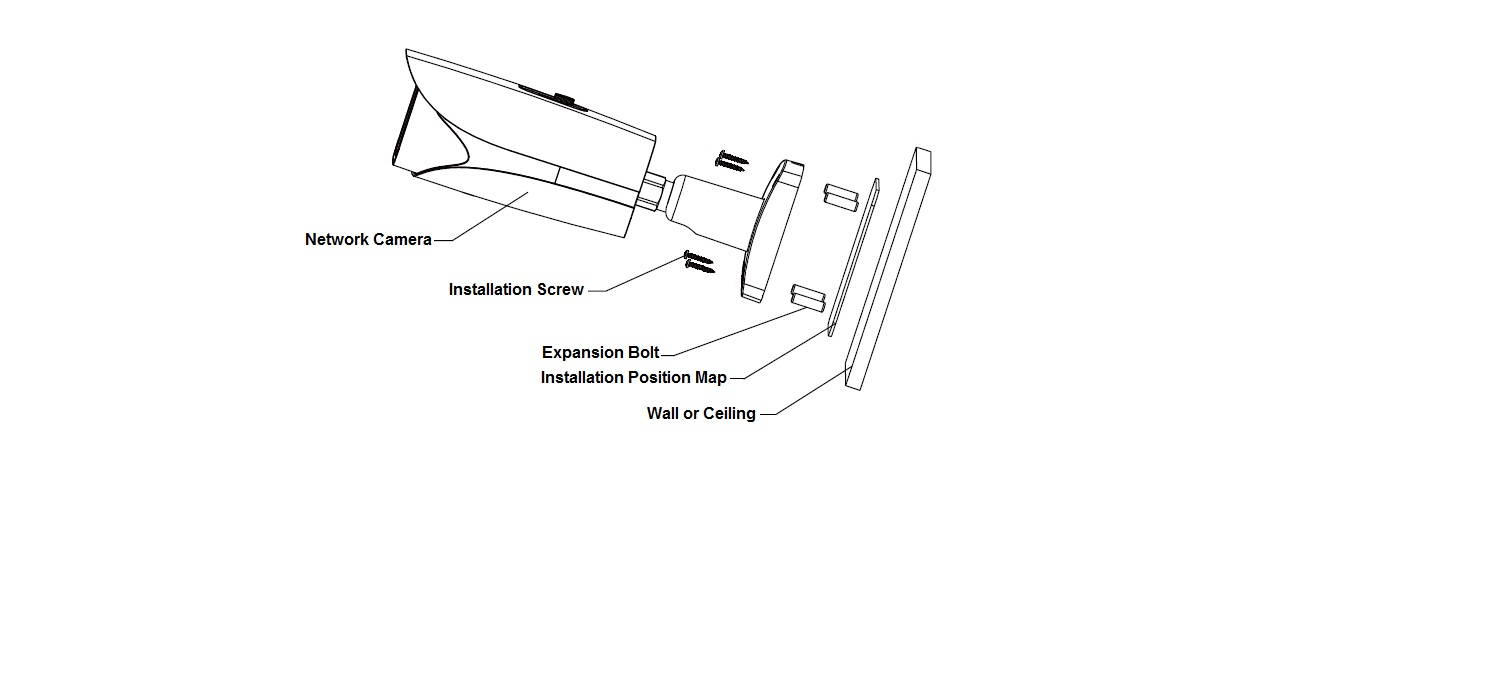 Network Camera
Installation Screw
Expansion Bolt
Installation Position Map
Wall or Ceiling